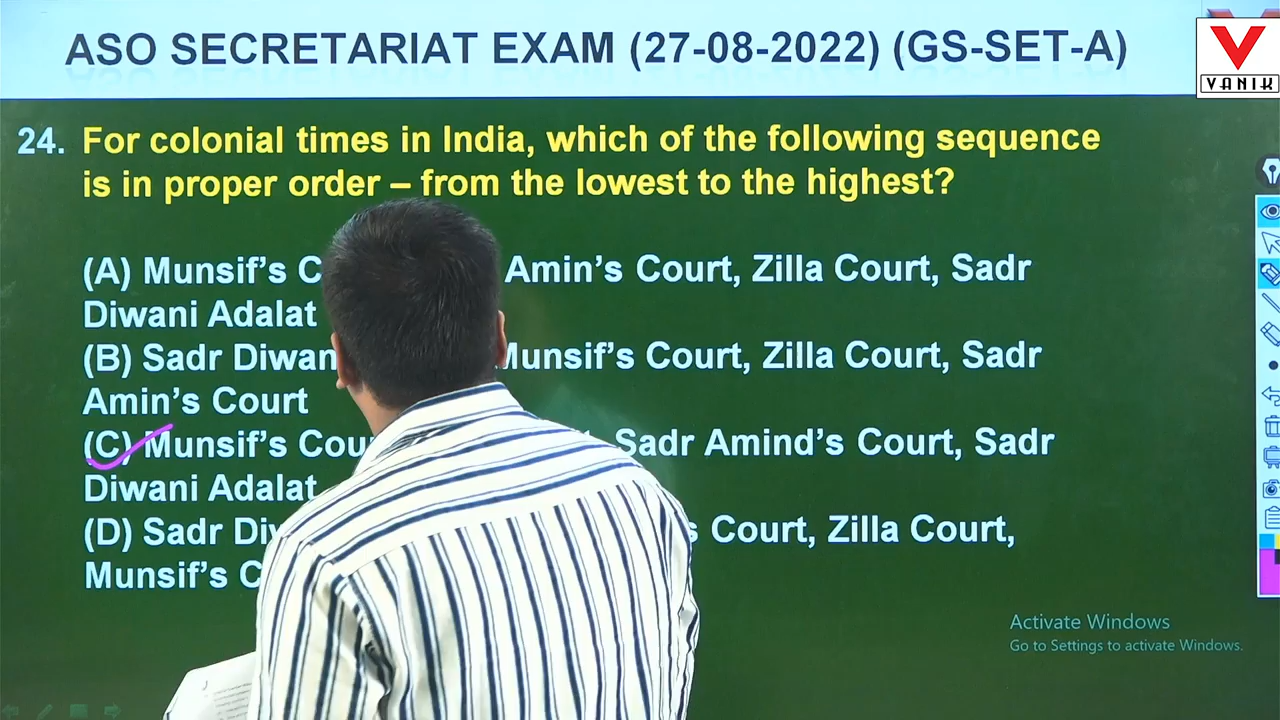 ASO SECRETARIAT EXAM (27-08-2022) (GS-SET-A)
VANIK
24. For colonial times in India, which of the following sequence
is in proper order – from the lowest to the highest?
(A) Munsif’s Amin’s Court, Zilla Court, Sadr
Diwani Adalat
(B) Sadr Munsif’s Court, Zilla Court, Sadr
Amin’s Court
(C) Munsif’s Sadr Amind’s Court, Sadr
Diwani Adalat
(D) Sadr Court, Zilla Court,
Munsif’s
Activate Windows
Go to Settings to activate Windows.